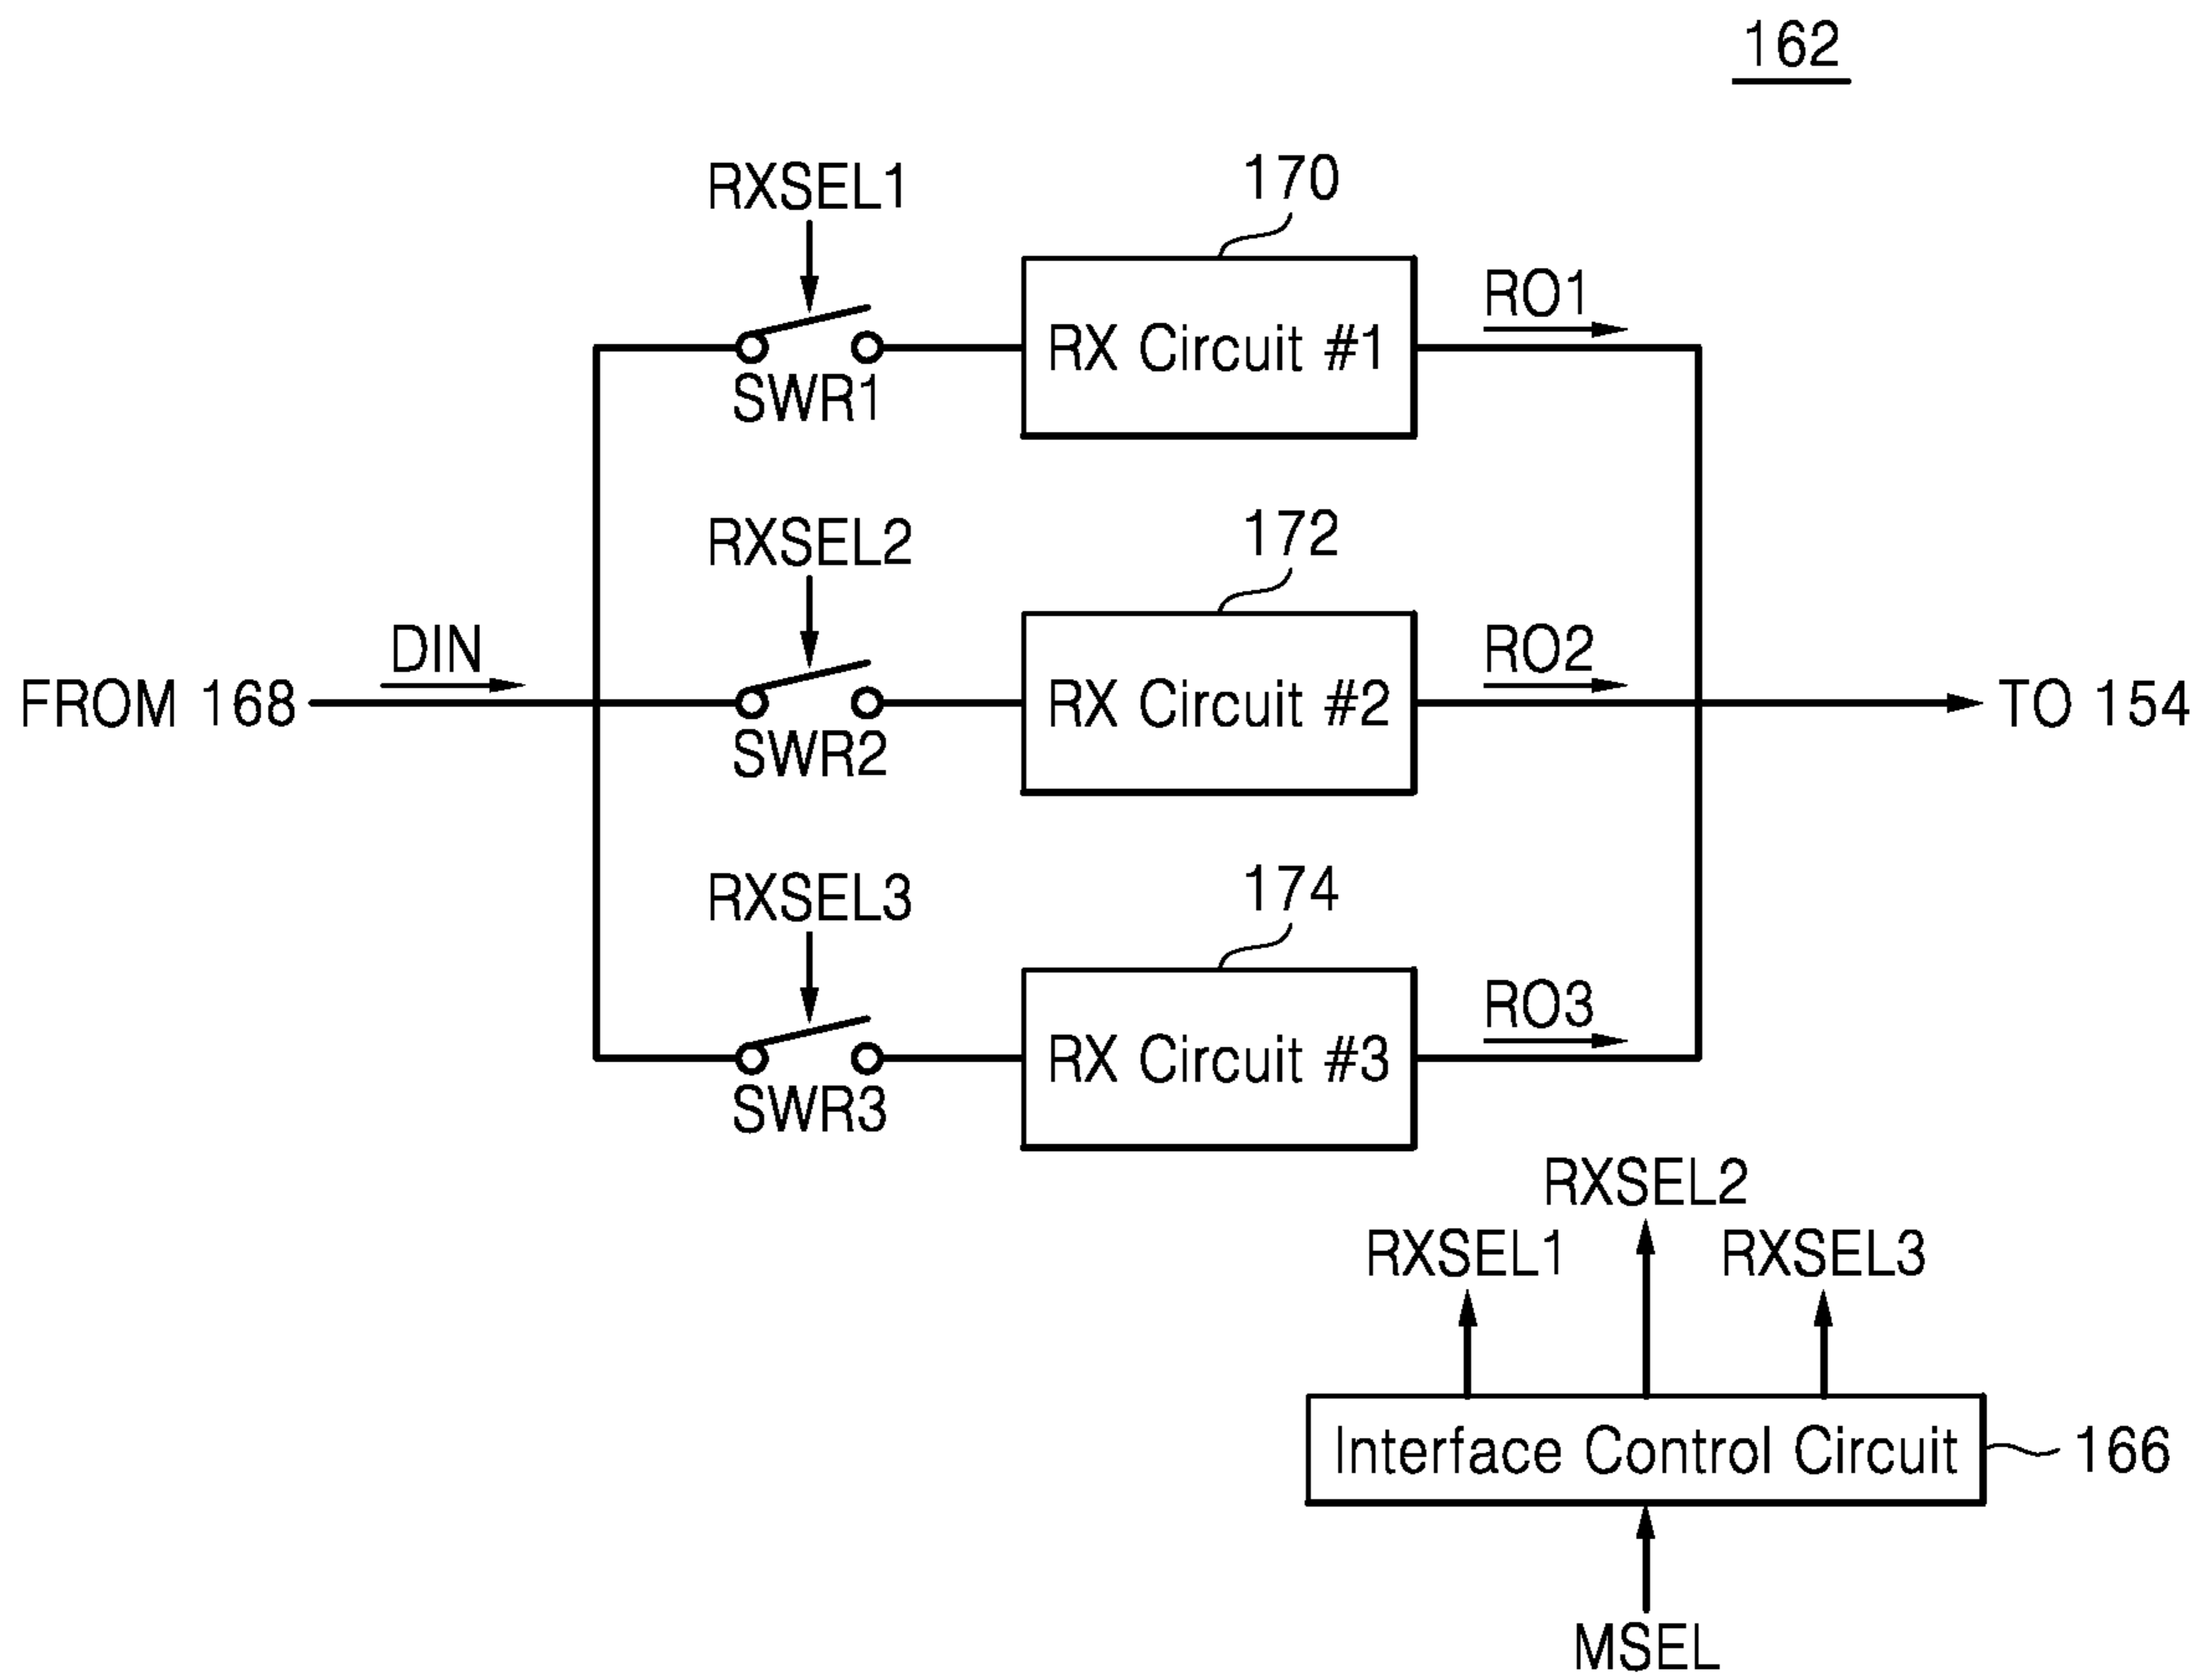 162
RXSEL1
170
SWR1
RX Circuit #1
RO1
RXSEL2
172
FROM 168
DIN
SWR2
RX Circuit #2
RO2
TO 154
RXSEL3
174
SWR3
RX Circuit #3
RO3
RXSEL1
RXSEL2
RXSEL3
Interface Control Circuit
166
MSEL